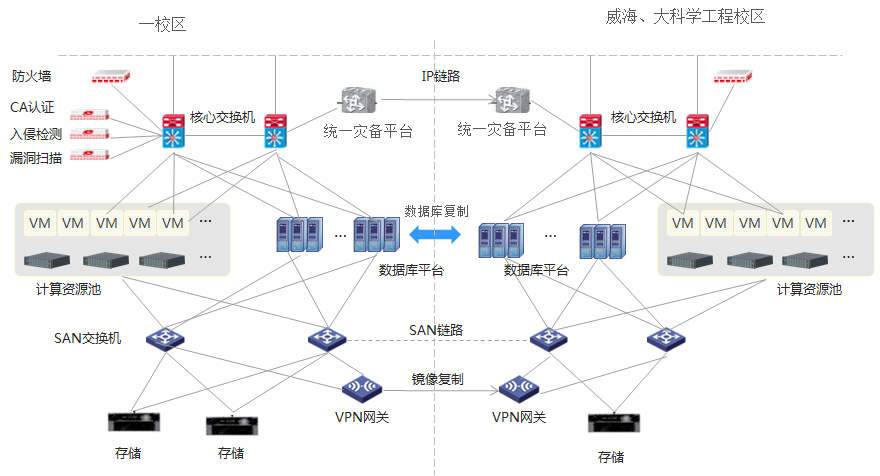 一校区
威海、大科学工程校区
防火墙
IP链路
CA认证
核心交换机
核心交换机
统一灾备平台
统一灾备平台
入侵检测
漏洞扫描
VM VM VM VM VM ...
数据库复制
VM VM VM VM VM ...
...
...
数据库平台
数据库平台
...
...
计算资源池
计算资源池
SAN交换机
SAN链路
镜像复制
VPN网关
VPN网关
存储
存储
存储